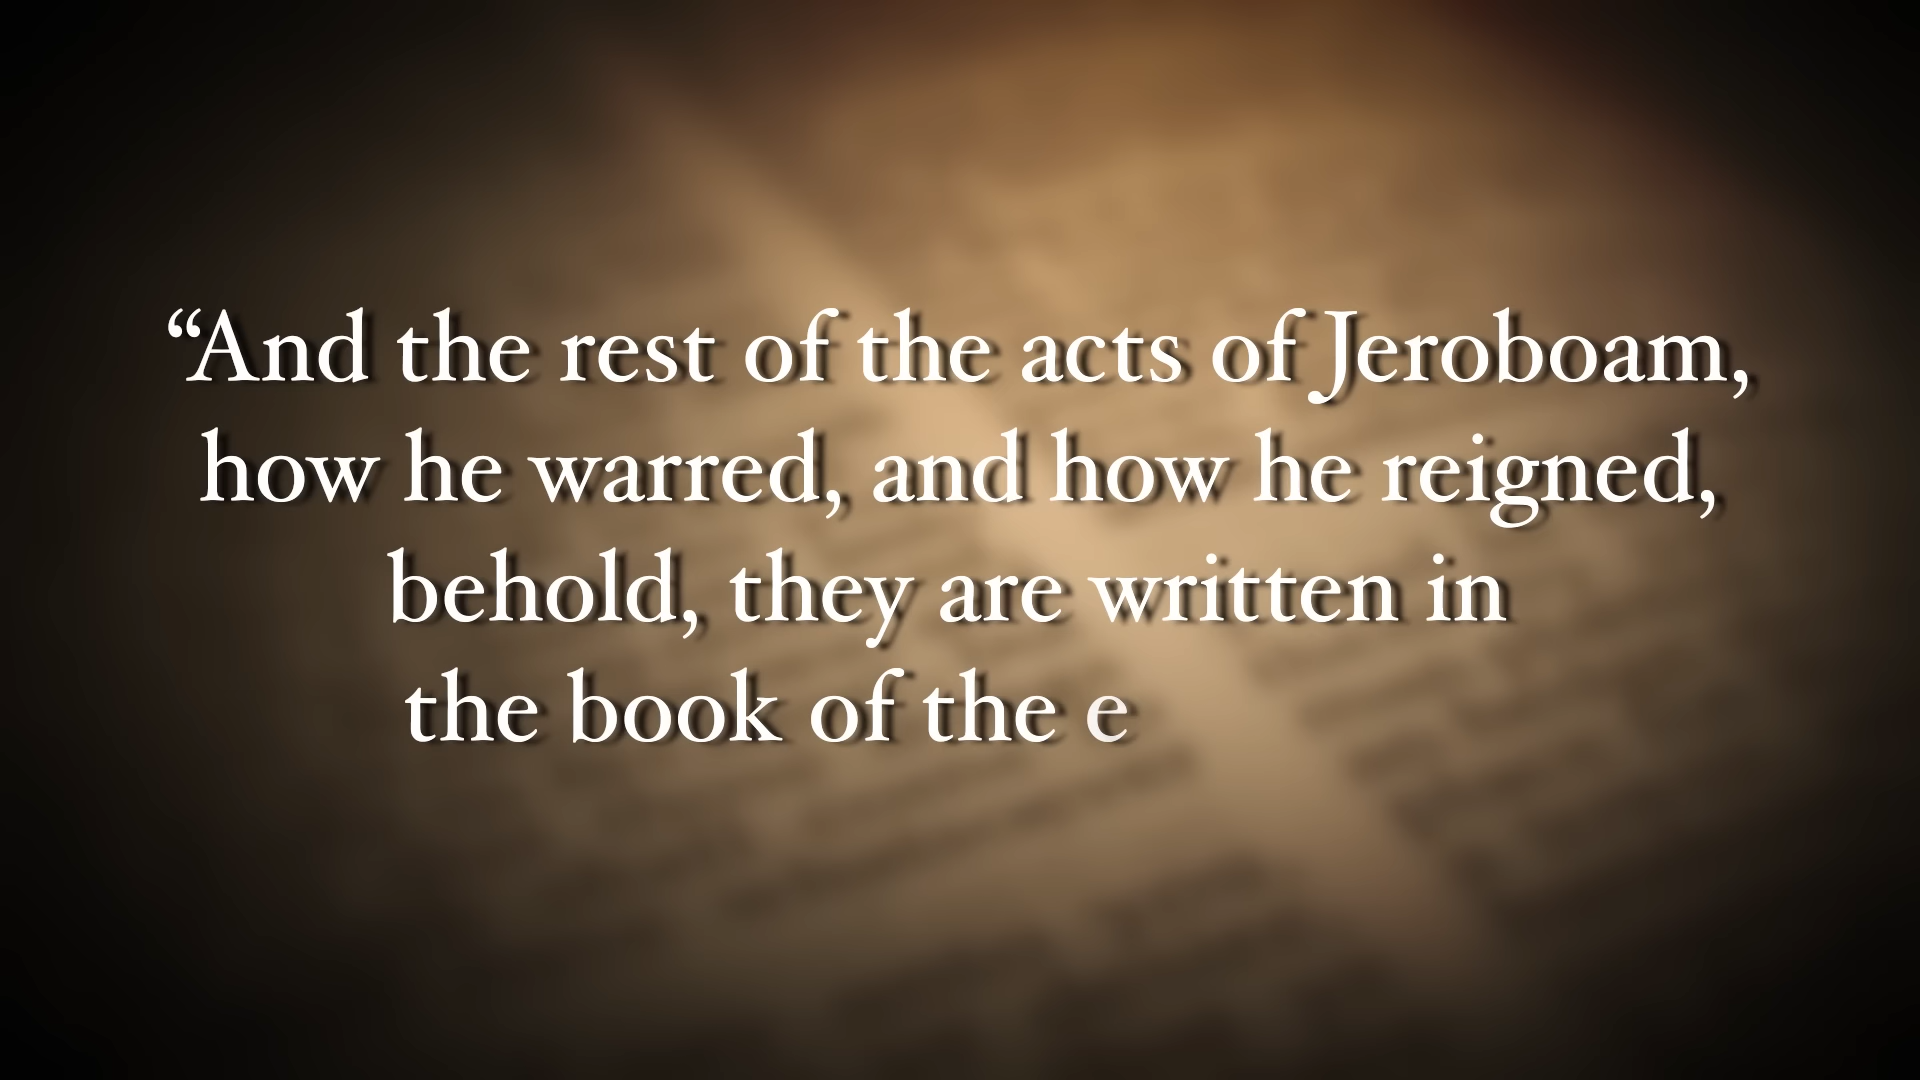 “And the rest of the acts of Jeroboam,
how he warred, and how he reigned,
behold, they are written in
the book of the e